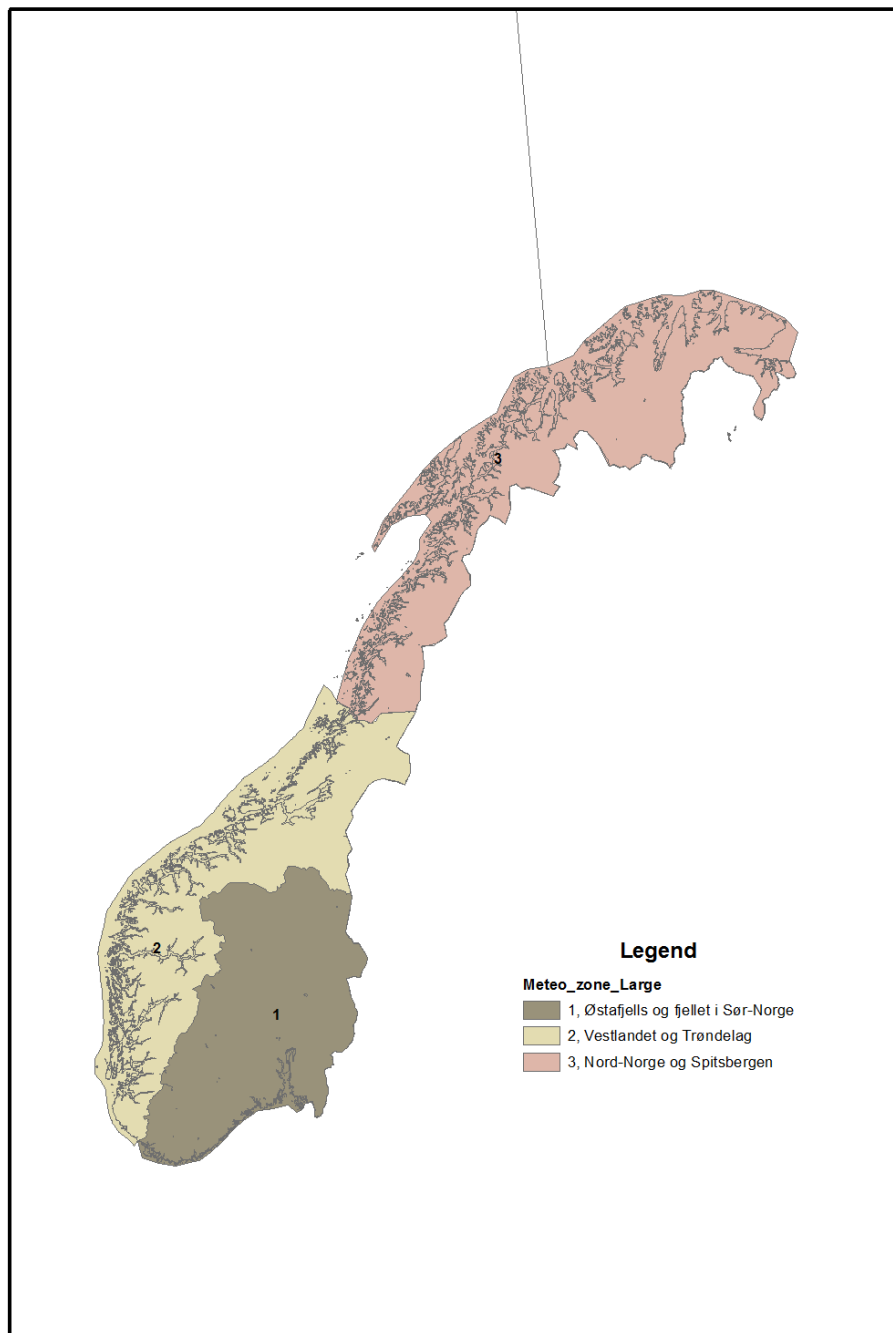 3
2
1
Legend
Meteo_zone_Large
1, Østafjells og fjellet i Sør-Norge
2, Vestlandet og Trøndelag
3, Nord-Norge og Spitsbergen